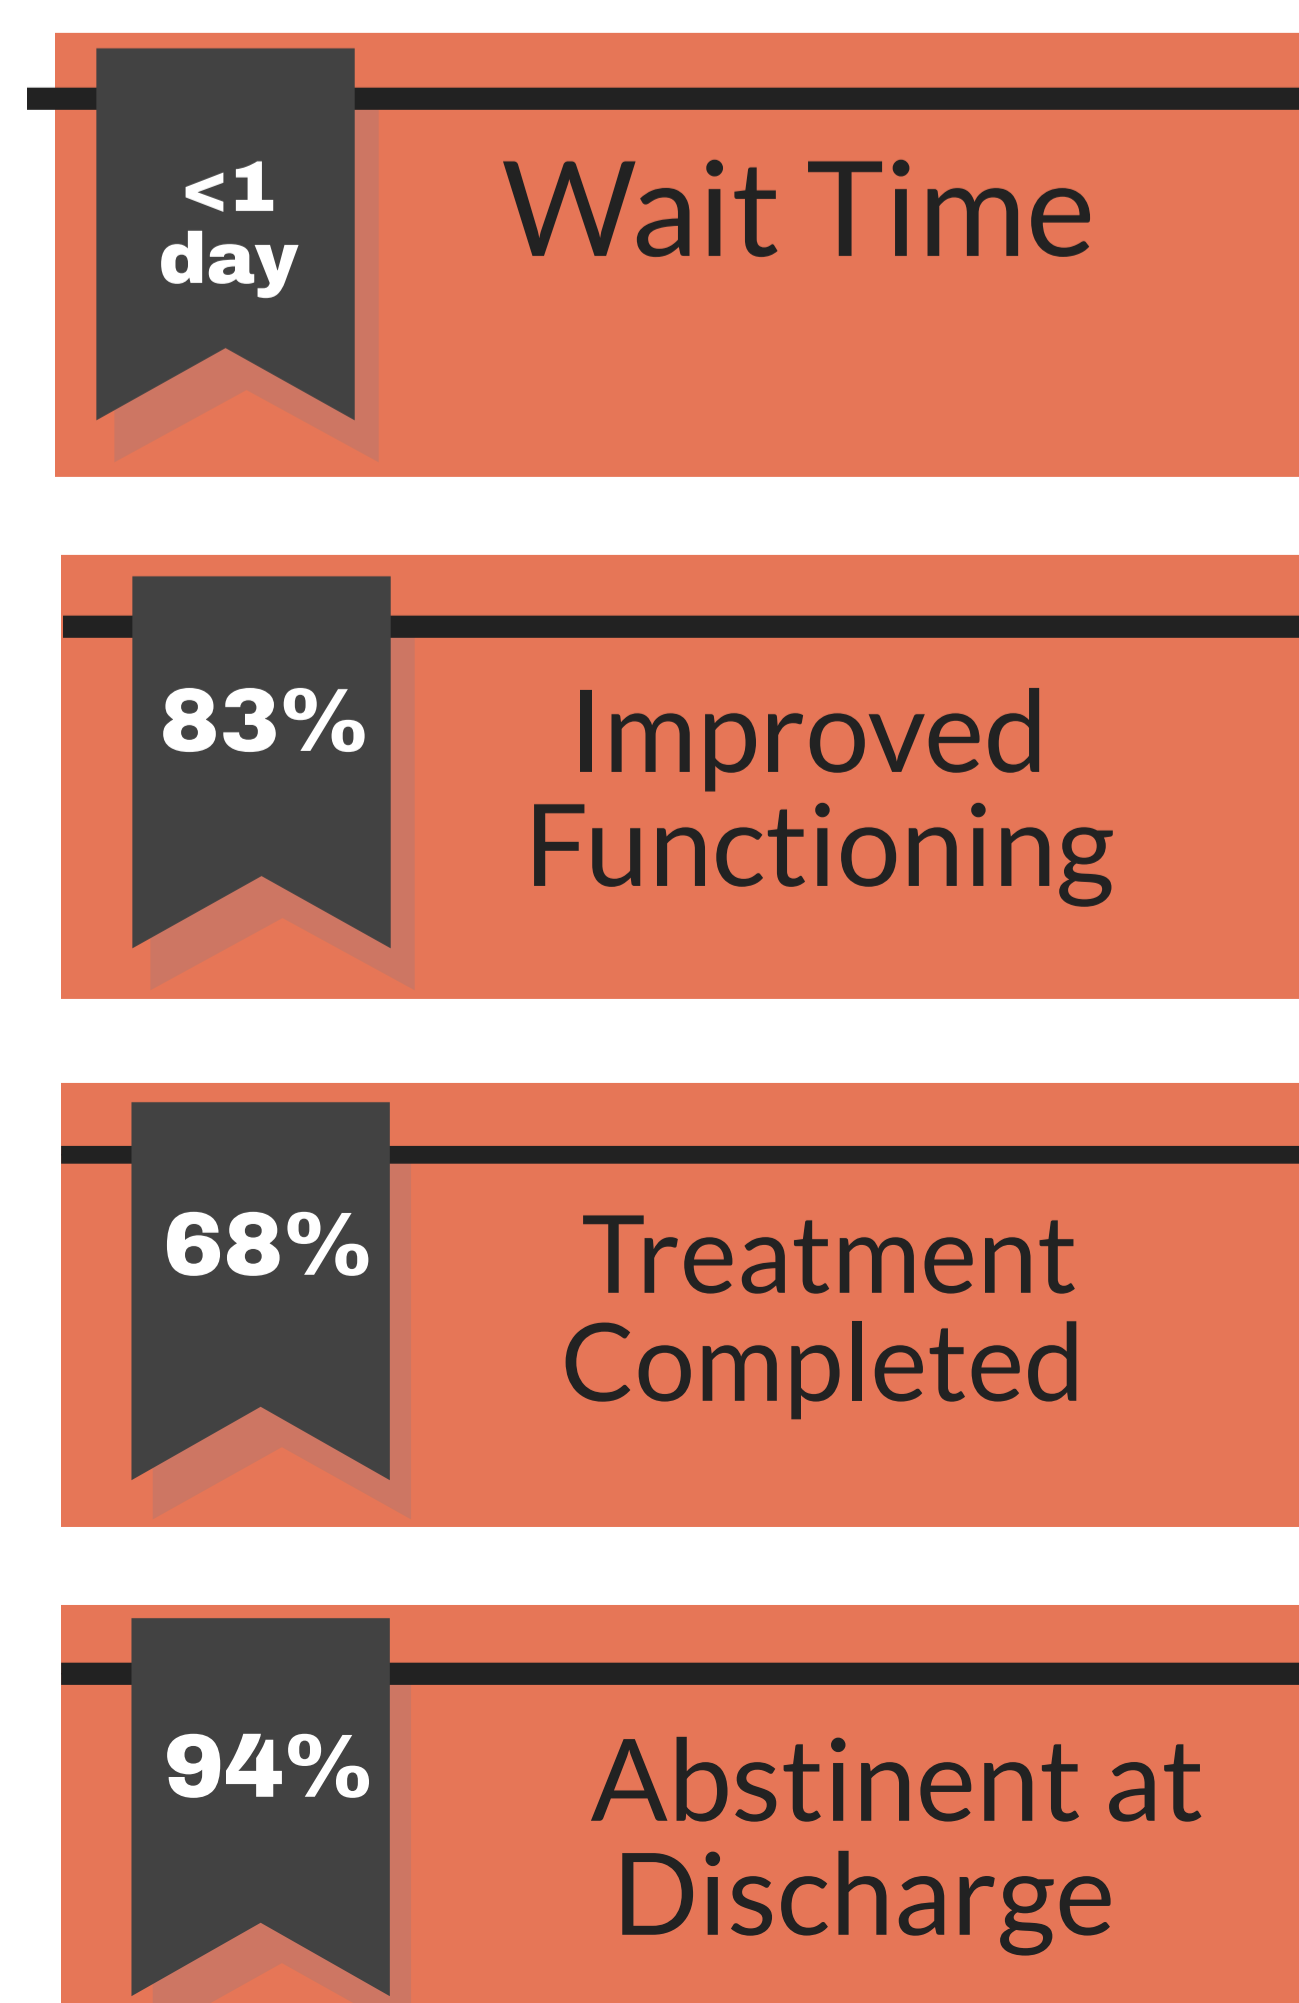 <1
day
Wait Time
83%
Improved
Functioning
68%
Treatment
Completed
94%
Abstinent at
Discharge